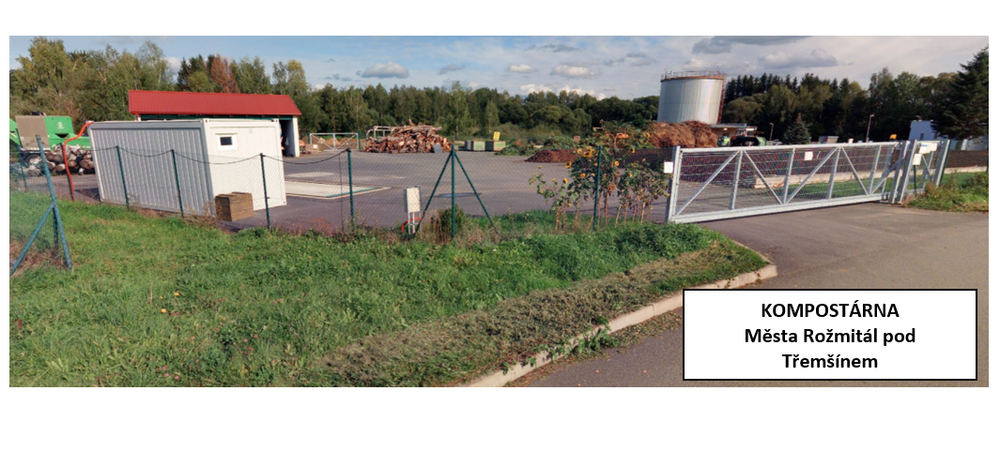 KOMPOSTÁRNA
Města Rožmitál pod
Třemšínem